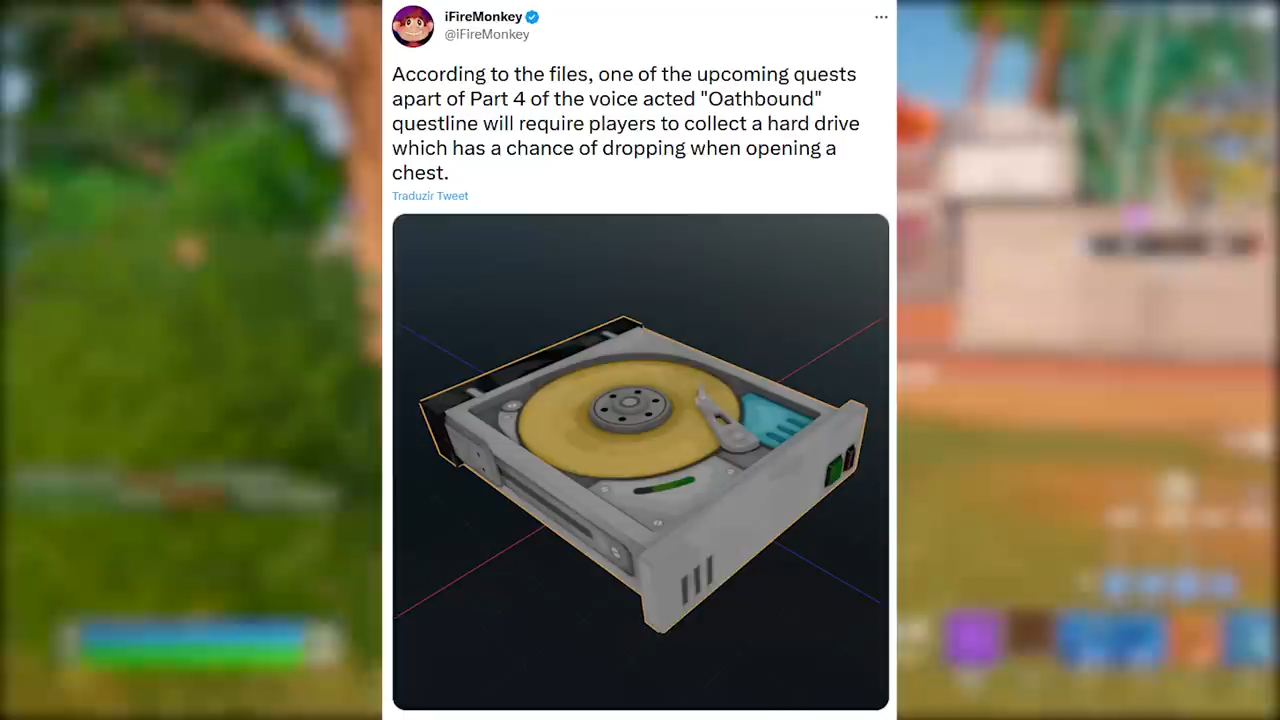 iFireMonkey
@iFireMonkey
According to the files, one of the upcoming quests
apart of Part 4 of the voice acted "Oathbound"
questline will require players to collect a hard drive
which has a chance of dropping when opening a
chest.
Traduzir Tweet